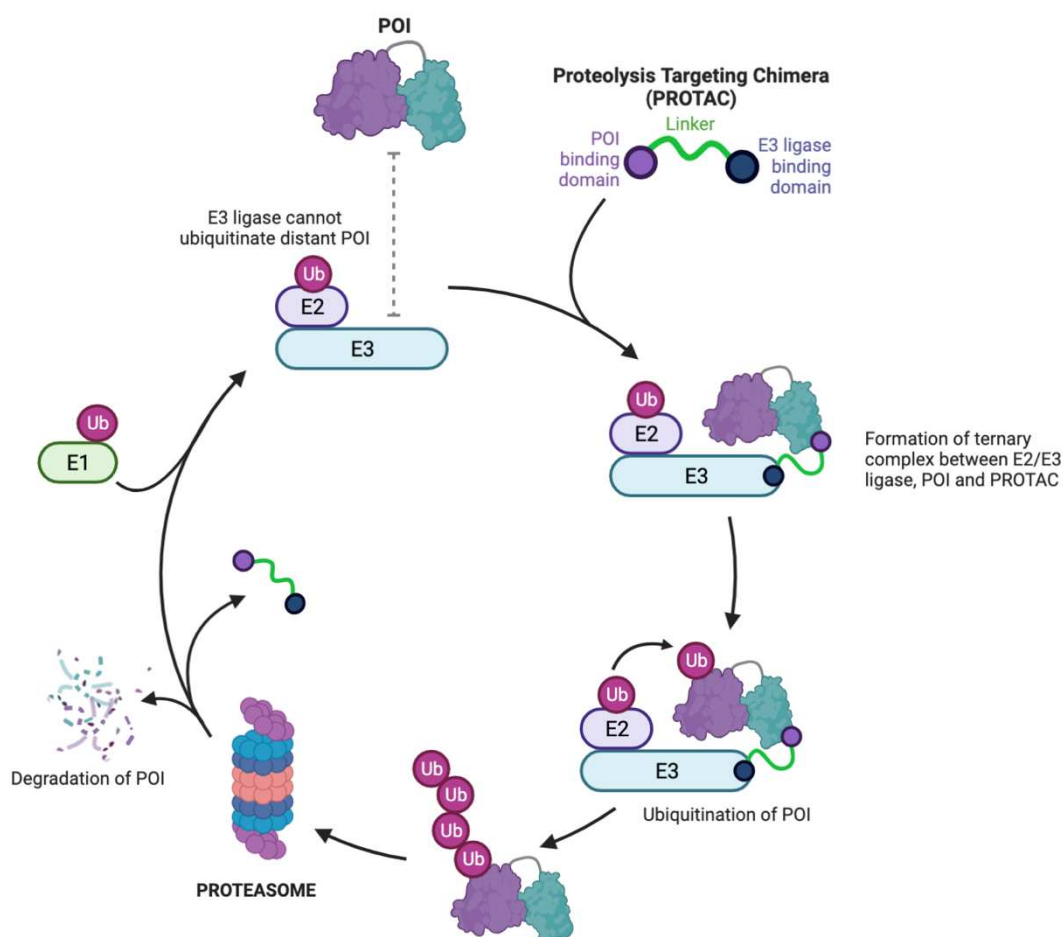 POI
Proteolysis Targeting Chimera
(PROTAC)
Linker
POI
binding
domain
E3 ligase
binding
domain
E3 ligase cannot
ubiquitinate distant POI
Ub
E2
E3
Ub
E1
Ub
E2
E3
Formation of ternary
complex between E2/E3
ligase, POI and PROTAC
Ub
Ub
E2
E3
Ubiquitination of POI
Degradation of POI
Ub
Ub
Ub
Ub
PROTEASOME